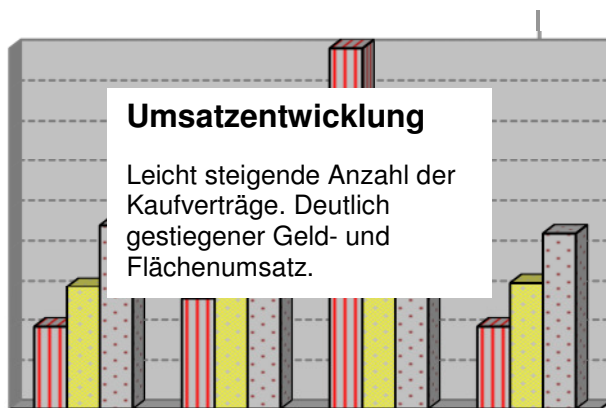 Umsatzentwicklung
Leicht steigende Anzahl der
Kaufverträge. Deutlich
gestiegener Geld- und
Flächenumsatz.